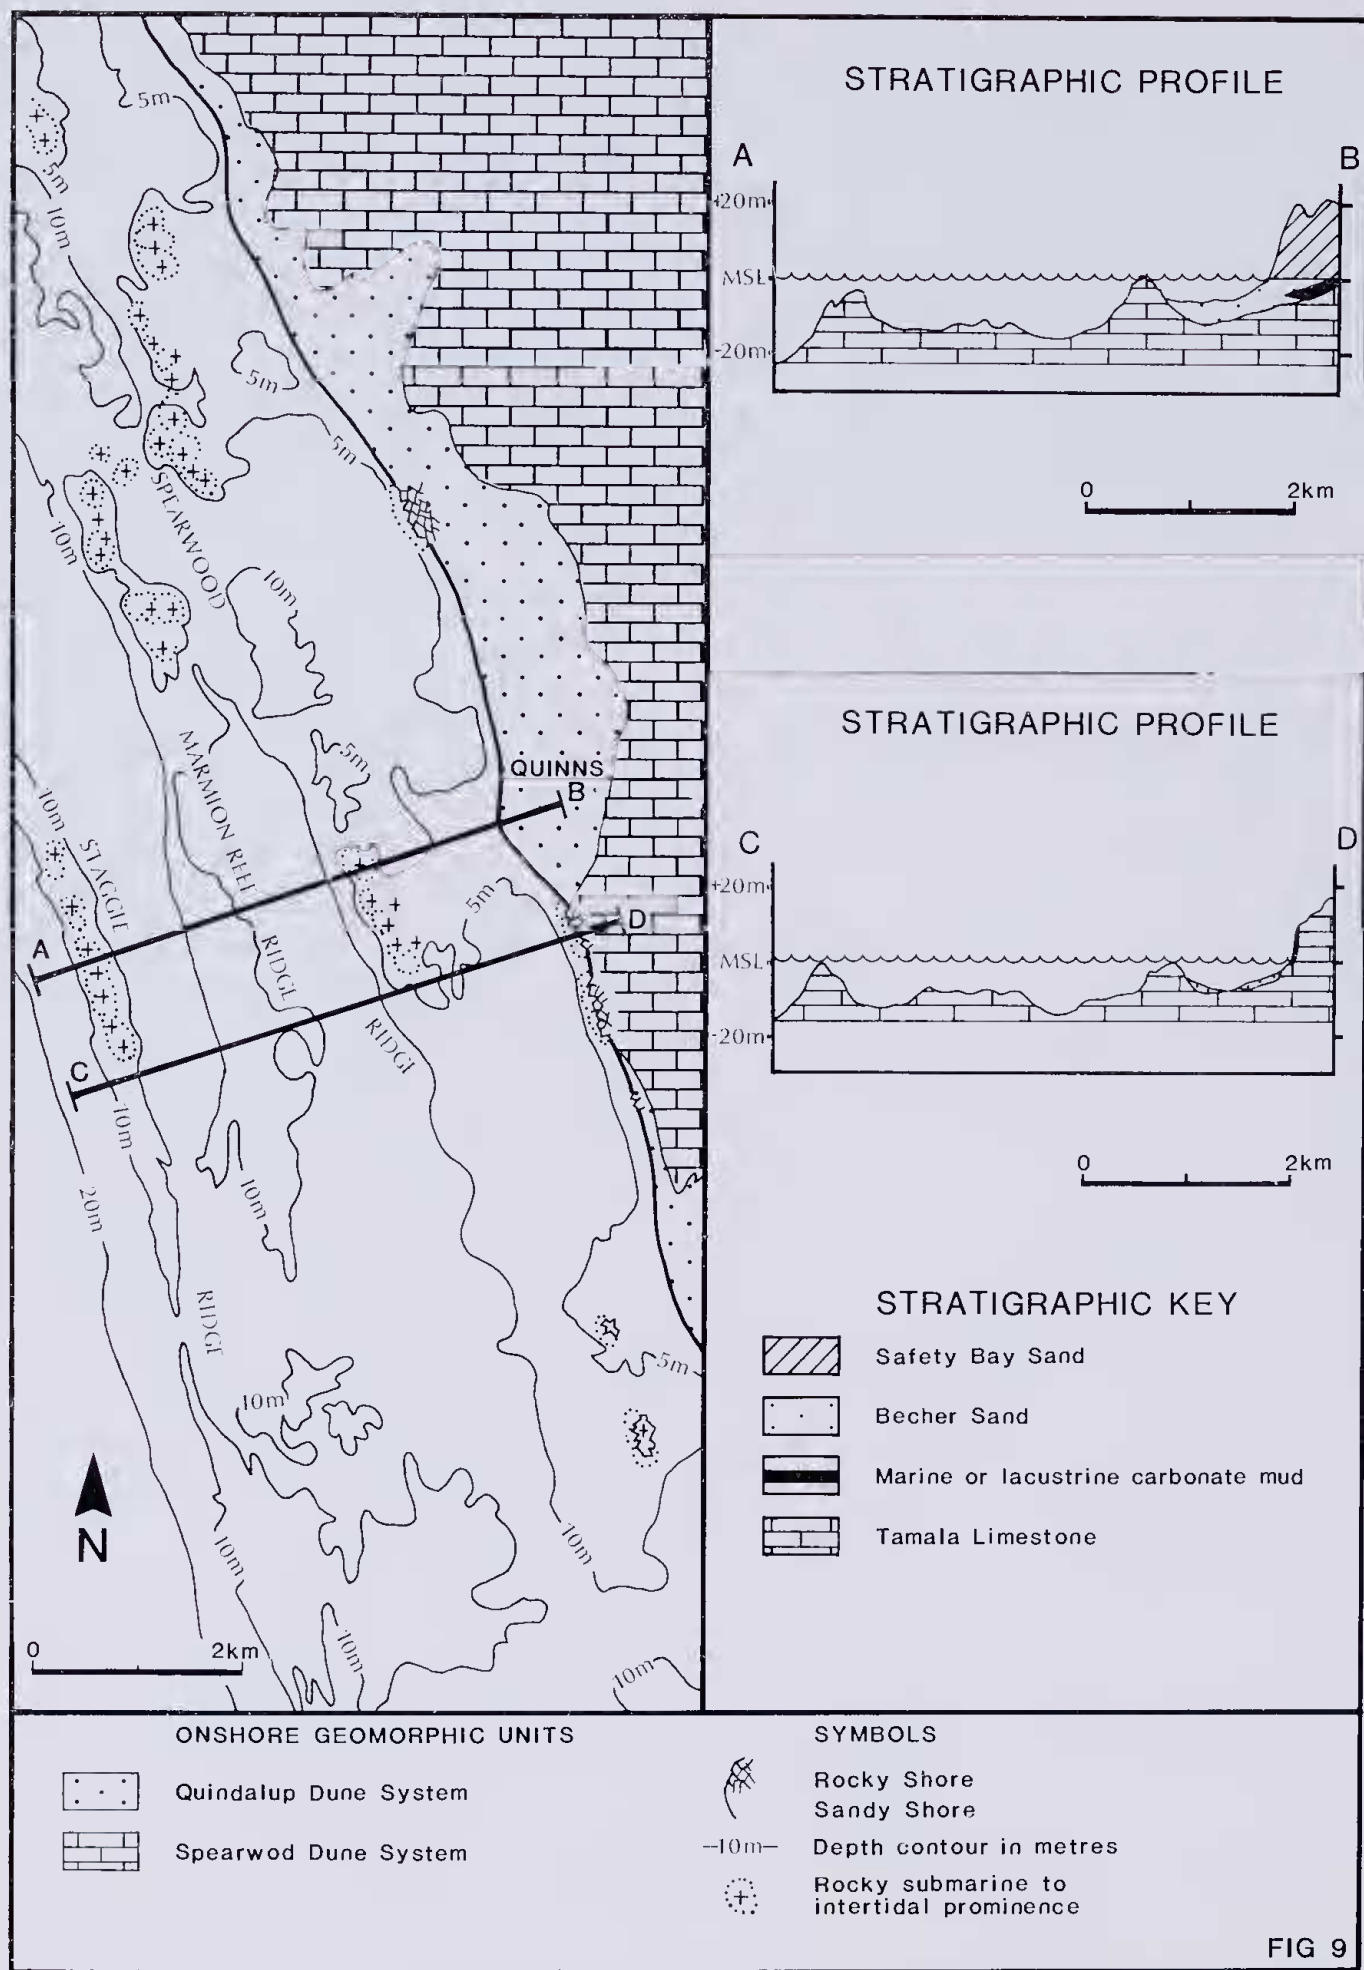 5m
5m
10m
5m
5m
SPEARWOOD
10m
10m
5m
MARMION REEF
QUINNS
B
10m
STAGGIE
5m
D
A
RIDGE
RIDGE
C
10m
20m
10m
RIDGE
5m
10m
10m
10m
10m
10m
N
0 2km
STRATIGRAPHIC PROFILE
A B
+20m
MSL
-20m
0 2km
STRATIGRAPHIC PROFILE
C D
+20m
MSL
-20m
0 2km
STRATIGRAPHIC KEY
Safety Bay Sand
Becher Sand
Marine or lacustrine carbonate mud
Tamala Limestone
ONSHORE GEOMORPHIC UNITS
Quindalup Dune System
Spearwod Dune System
SYMBOLS
Rocky Shore
Sandy Shore
-10m- Depth contour in metres
Rocky submarine to
intertidal prominence
FIG 9